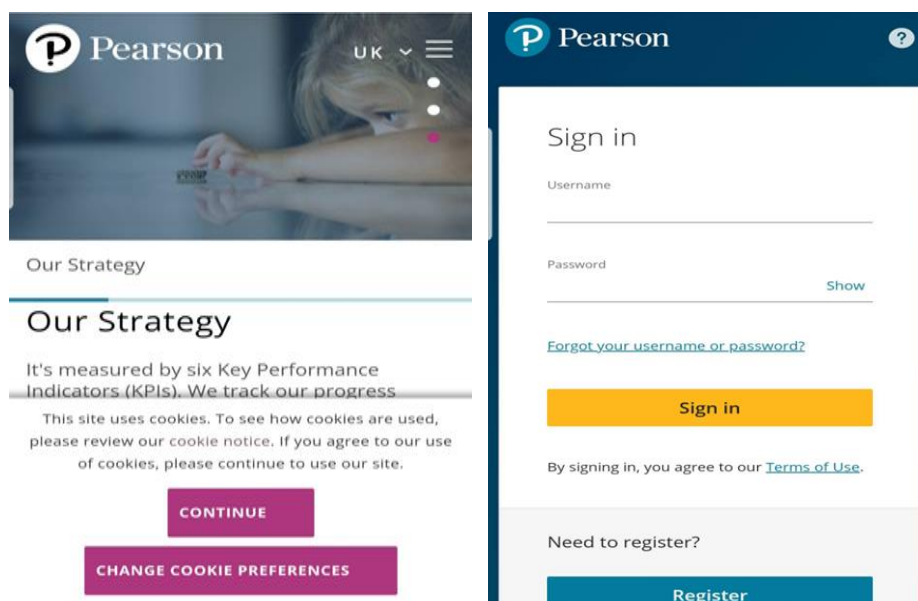 Pearson
UK
Our Strategy
Our Strategy
It's measured by six Key Performance
Indicators (KPIs). We track our progress
This site uses cookies. To see how cookies are used,
please review our cookie notice. If you agree to our use
of cookies, please continue to use our site.
CONTINUE
CHANGE COOKIE PREFERENCES
Pearson
?
Sign in
Username
Password
Show
Forgot your username or password?
Sign in
By signing in, you agree to our Terms of Use.
Need to register?
Register